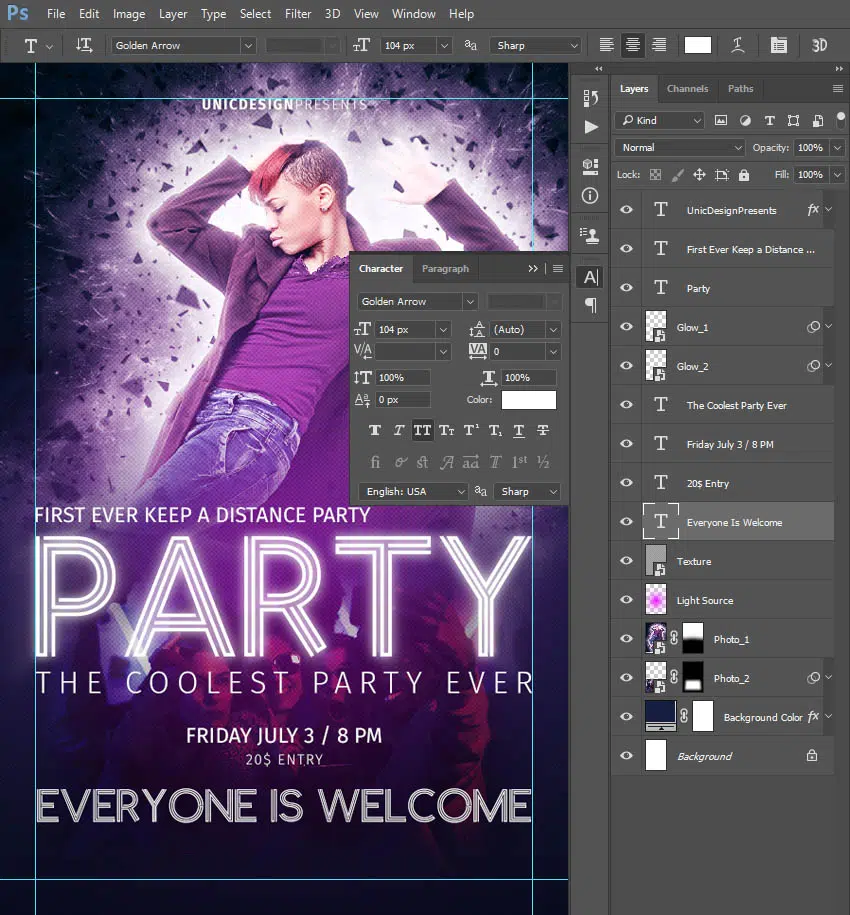 Ps File Edit Image Layer Type Select Filter 3D View Window Help
T Golden Arrow 104 px Sharp 3D
UNICDESIGNPRESENTS
FIRST EVER KEEP A DISTANCE PARTY
PARTY
THE COOLEST PARTY EVER
FRIDAY JULY 3 / 8 PM
20$ ENTRY
EVERYONE IS WELCOME
Character Paragraph
Golden Arrow
104 px (Auto)
0
100% 100%
0 px Color:
English: USA Sharp
Layers Channels Paths
Kind
Normal Opacity: 100%
Lock: Fill: 100%
UnicDesignPresents fx
First Ever Keep a Distance ...
Party
Glow_1
Glow_2
The Coolest Party Ever
Friday July 3 / 8 PM
20$ Entry
Everyone Is Welcome
Texture
Light Source
Photo_1
Photo_2
Background Color fx
Background